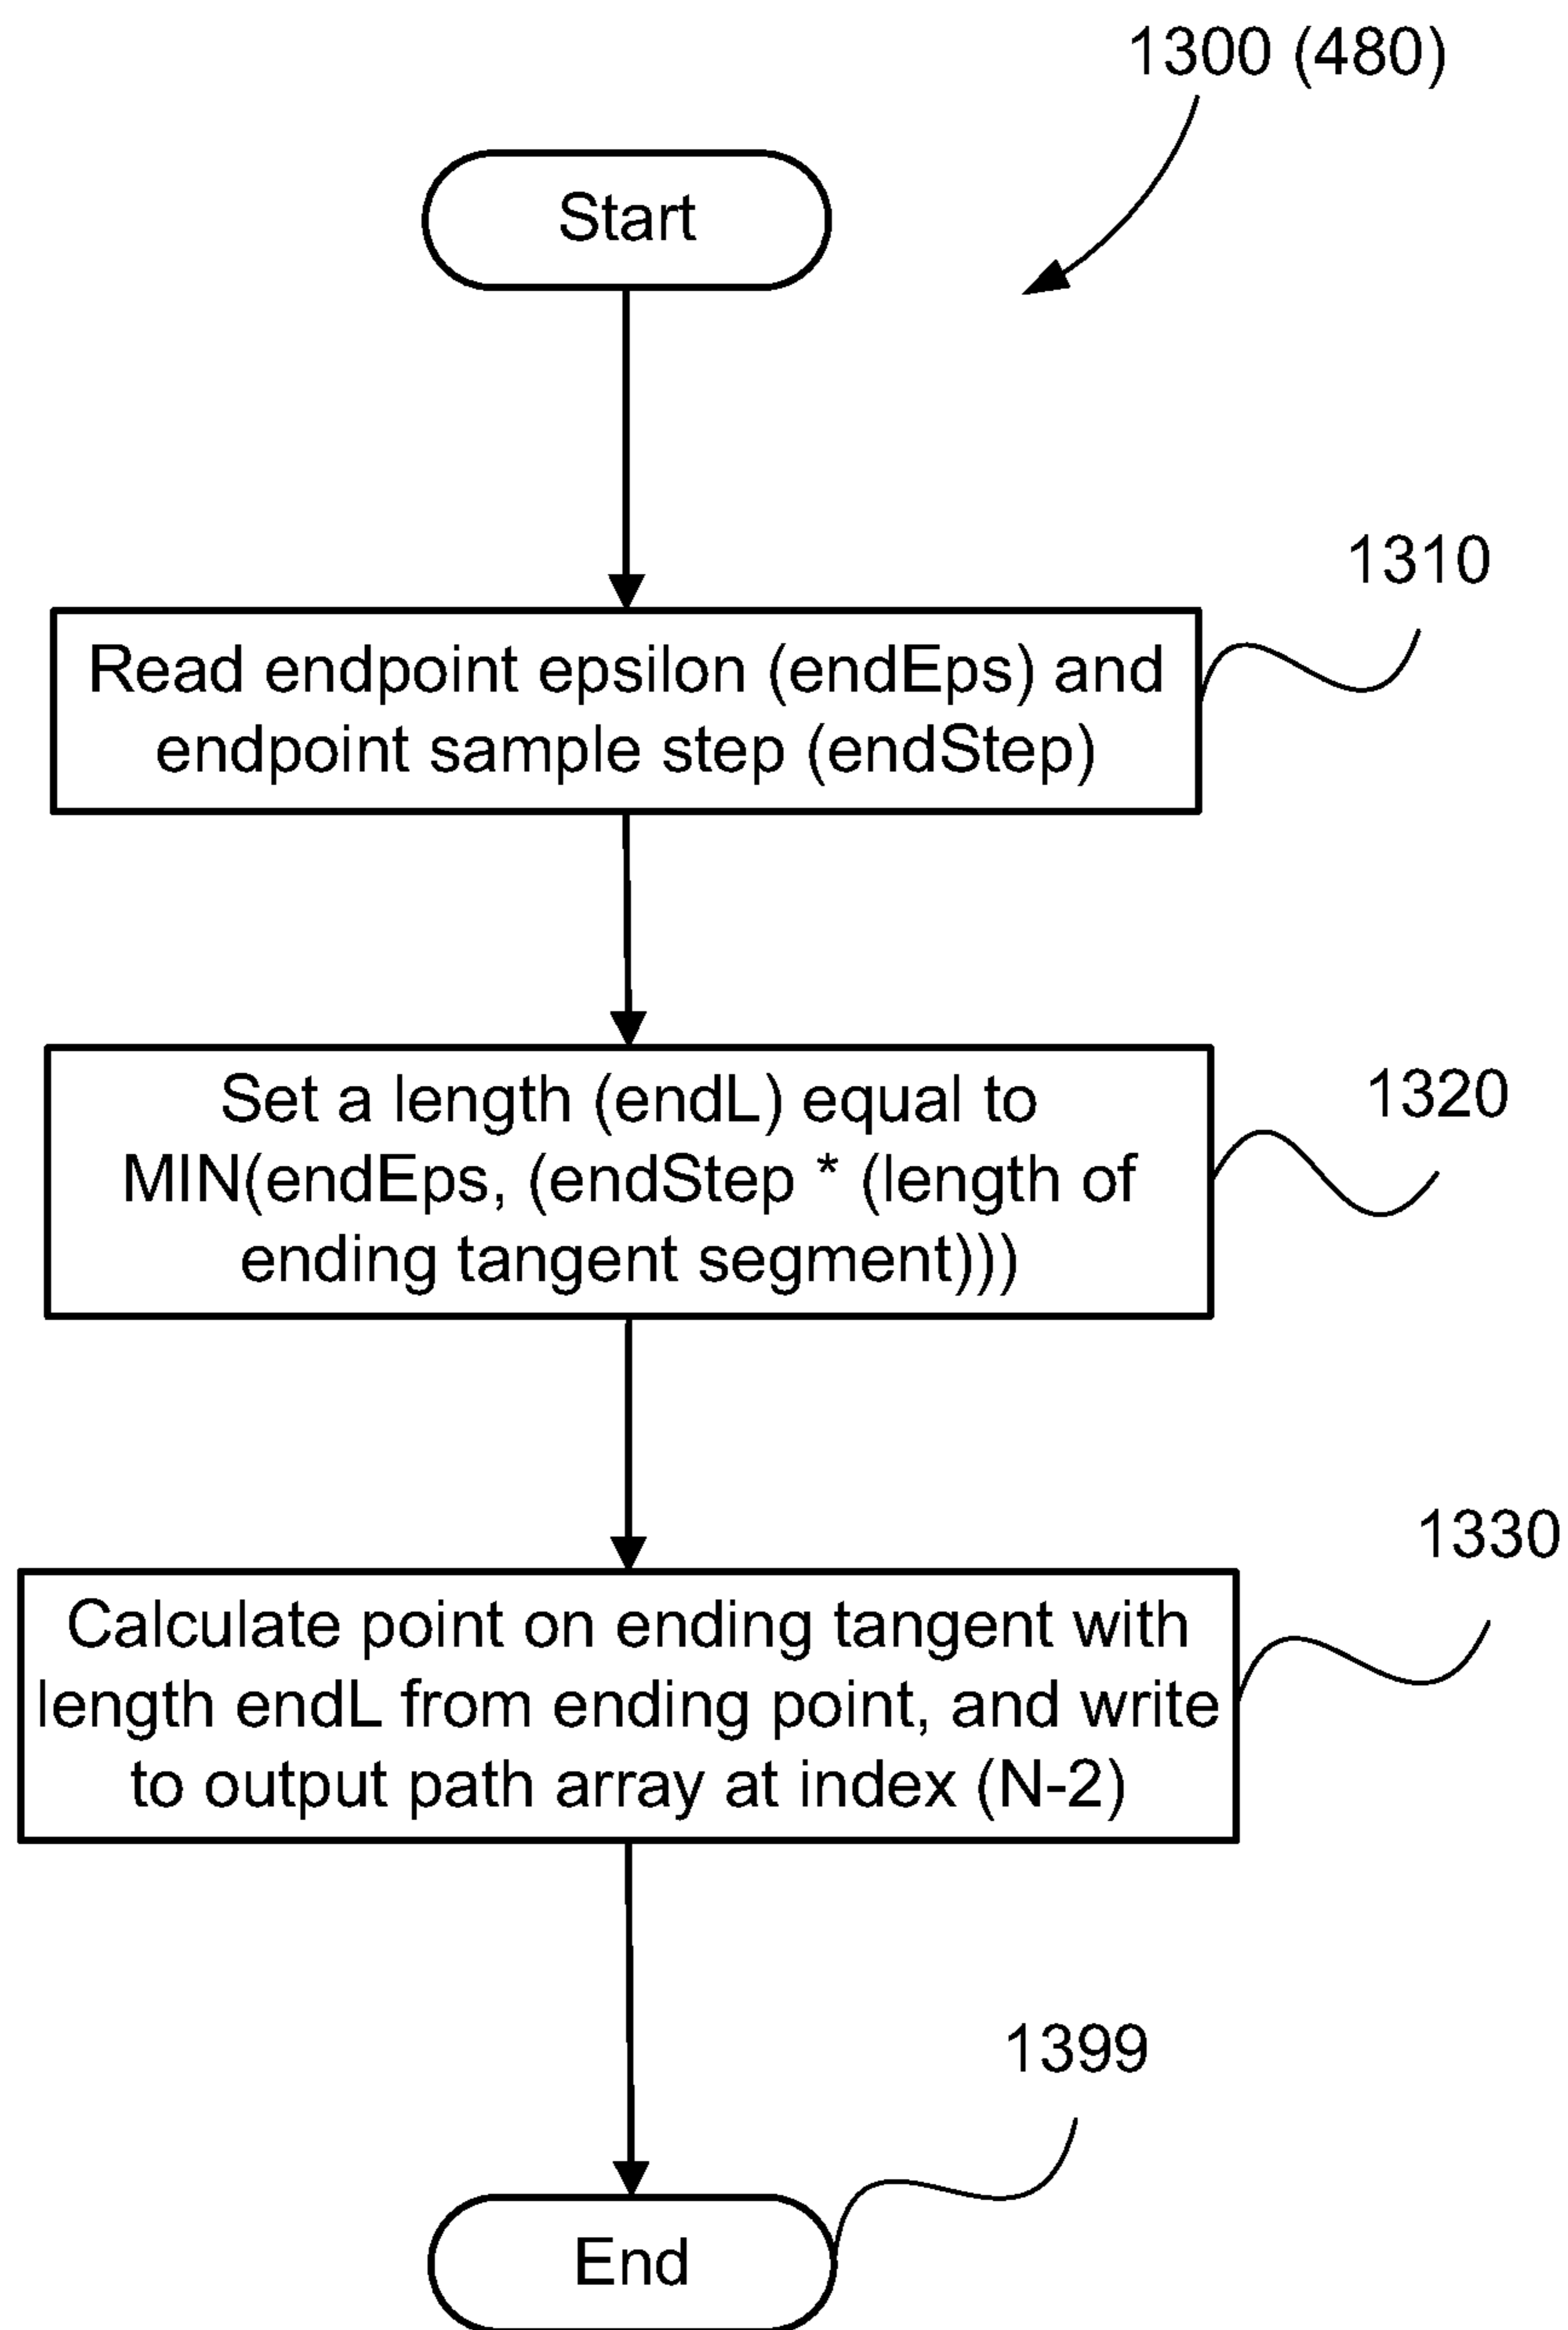 1300 (480)
Start
1310
Read endpoint epsilon (endEps) and
endpoint sample step (endStep)
1320
Set a length (endL) equal to
MIN(endEps, (endStep * (length of
ending tangent segment)))
1330
Calculate point on ending tangent with
length endL from ending point, and write
to output path array at index (N-2)
1399
End